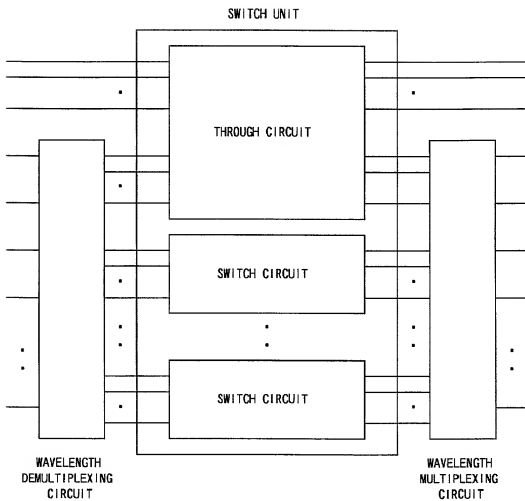 SWITCH UNIT
THROUGH CIRCUIT
SWITCH CIRCUIT
SWITCH CIRCUIT
WAVELENGTH
DEMULTIPLEXING
CIRCUIT
WAVELENGTH
MULTIPLEXING
CIRCUIT